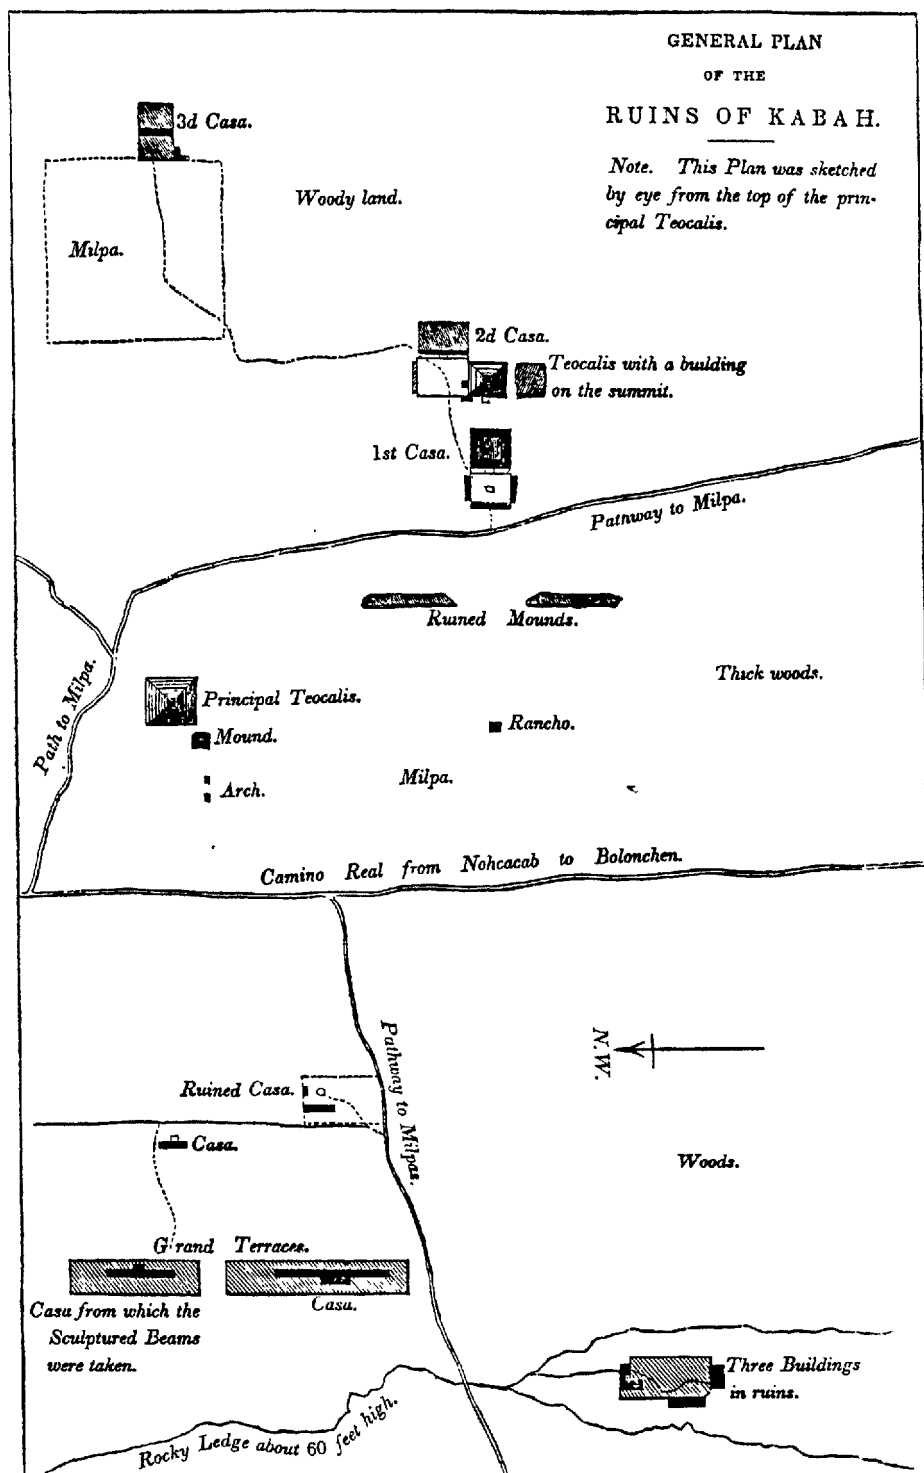 GENERAL PLAN
OF THE
RUINS OF KABAH.
Note. This Plan was sketched
by eye from the top of the prin-
cipal Teocalis.
3d Casa.
Woody land.
Milpa.
2d Casa.
Teocalis with a building
on the summit.
1st Casa.
Pathway to Milpa.
Ruined Mounds.
Thick woods.
Path to Milpa.
Principal Teocalis.
Rancho.
Mound.
Milpa.
Arch.
Camino Real from Nohcacab to Bolonchen.
Pathway to Milpas.
N.W.
Ruined Casa.
Casa.
Woods.
Grand Terraces.
Casa from which the
Sculptured Beams
were taken.
Casa.
Three Buildings
in ruins.
Rocky Ledge about 60 feet high.